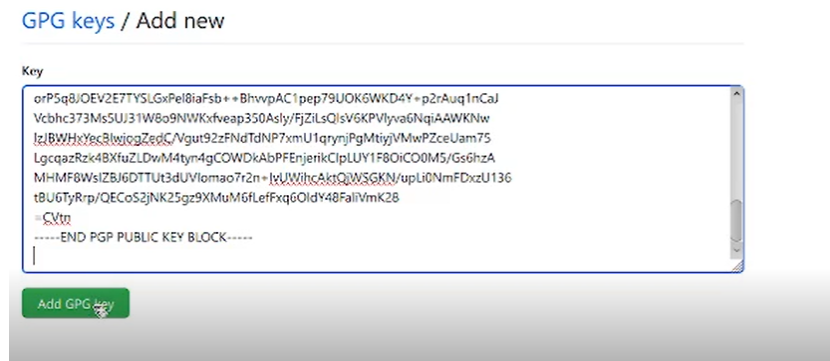 GPG keys / Add new
Key
orP5q8JOEV2E7TYSLGxPel8iaFsb++BhvvpAC1pep79UOK6WKD4Y+p2rAuq1nCaJ
Vcbhc373Ms5UJ31W8o9NWKxfveap350Asly/FjZiLsQlsV6KPVlyva6NqiAAWKNw
IzJBWHxYecBlwjogZedC/Vgut92zFNdTdNP7xmU1qrynjPgMtiyjVMwPZceUam75
LgcqazRzk4BXfuZLDwM4tyn4gCOWDkAbPFEnjerikClpLUY1F8OiCO0M5/Gs6hzA
MHMF8WsIZBJ6DTTUt3dUVlomao7r2n+IvUWihcAktQjWSGKN/upLi0NmFDxzU136
tBU6TyRrp/QECoS2jNK25gz9XMuM6fLefFxq6OldY48FaliVmK28
=CVtn
-----END PGP PUBLIC KEY BLOCK-----
Add GPG key